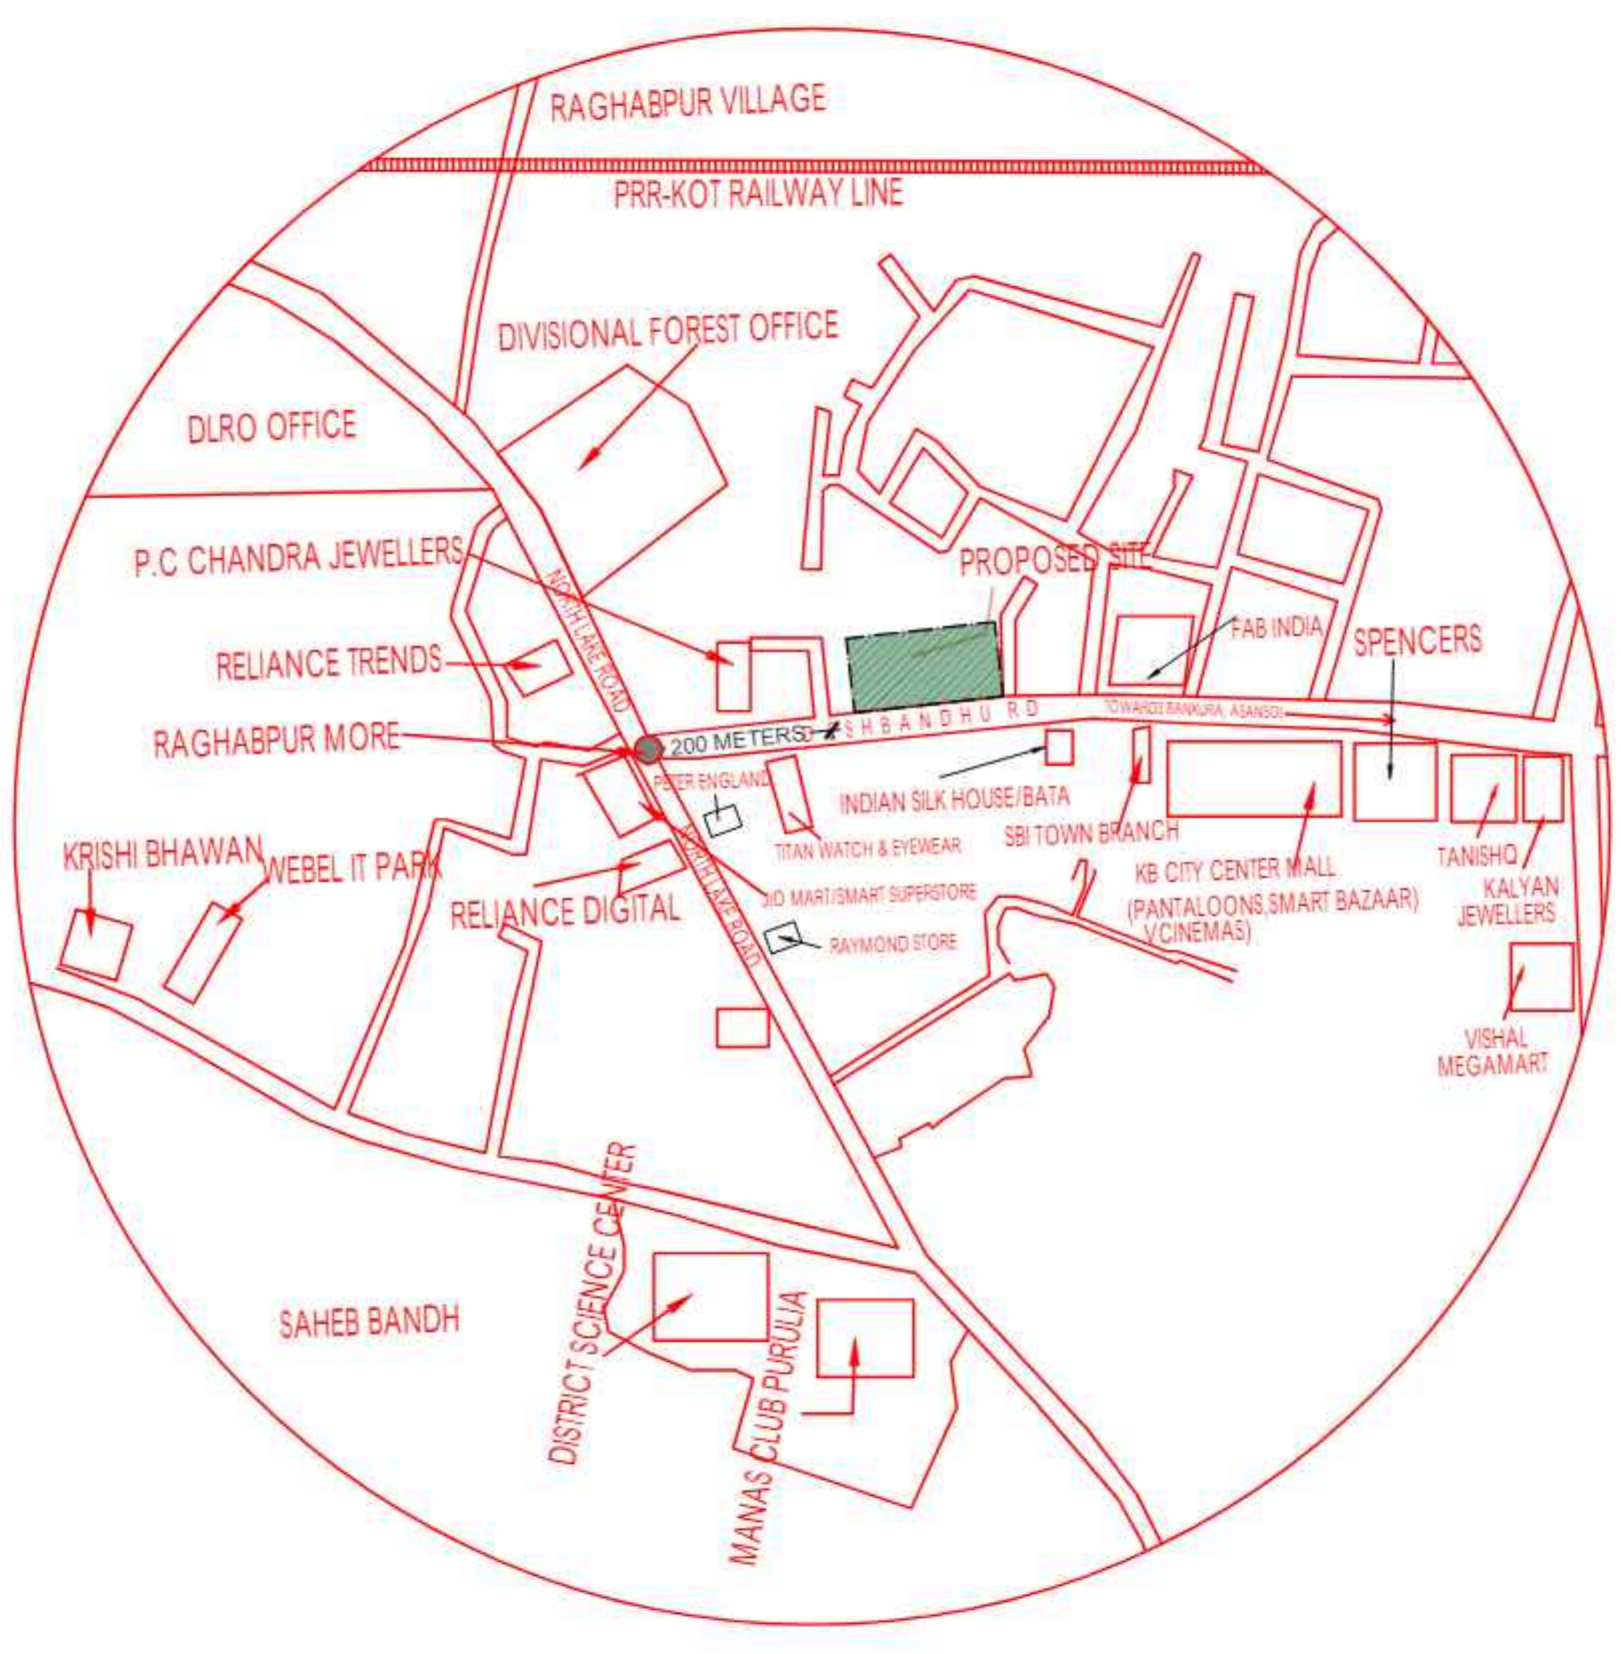 RAGHABPUR VILLAGE
PRR-KOT RAILWAY LINE
DIVISIONAL FOREST OFFICE
DLRO OFFICE
P.C CHANDRA JEWELLERS
PROPOSED SITE
NORTH LAKE ROAD
RELIANCE TRENDS
FAB INDIA
SPENCERS
RAGHABPUR MORE
200 METERS
DESHBANDHU RD
TOWARDS BANKURA, ASANSOL
PETER ENGLAND
INDIAN SILK HOUSE/BATA
SBI TOWN BRANCH
TITAN WATCH & EYEWEAR
KRISHI BHAWAN
WEBEL IT PARK
TANISHQ
KB CITY CENTER MALL
(PANTALOONS,SMART BAZAAR)
VCINEMAS)
KALYAN
JEWELLERS
RELIANCE DIGITAL
JIO MART/SMART SUPERSTORE
NORTH LAKE ROAD
RAYMOND STORE
VISHAL
MEGAMART
DISTRICT SCIENCE CENTER
SAHEB BANDH
MANAS CLUB PURULIA